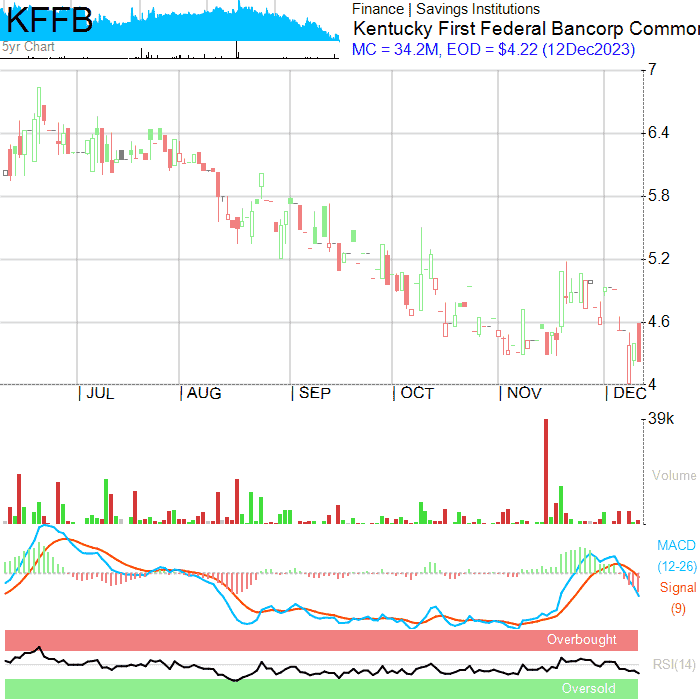 KFFB
5yr Chart
Finance | Savings Institutions
Kentucky First Federal Bancorp Common
MC = 34.2M, EOD = $4.22 (12Dec2023)
7
6.4
5.8
5.2
4.6
4
| JUL | AUG | SEP | OCT | NOV | DEC
39k
Volume
MACD
(12-26)
Signal
(9)
Overbought
RSI(14)
Oversold